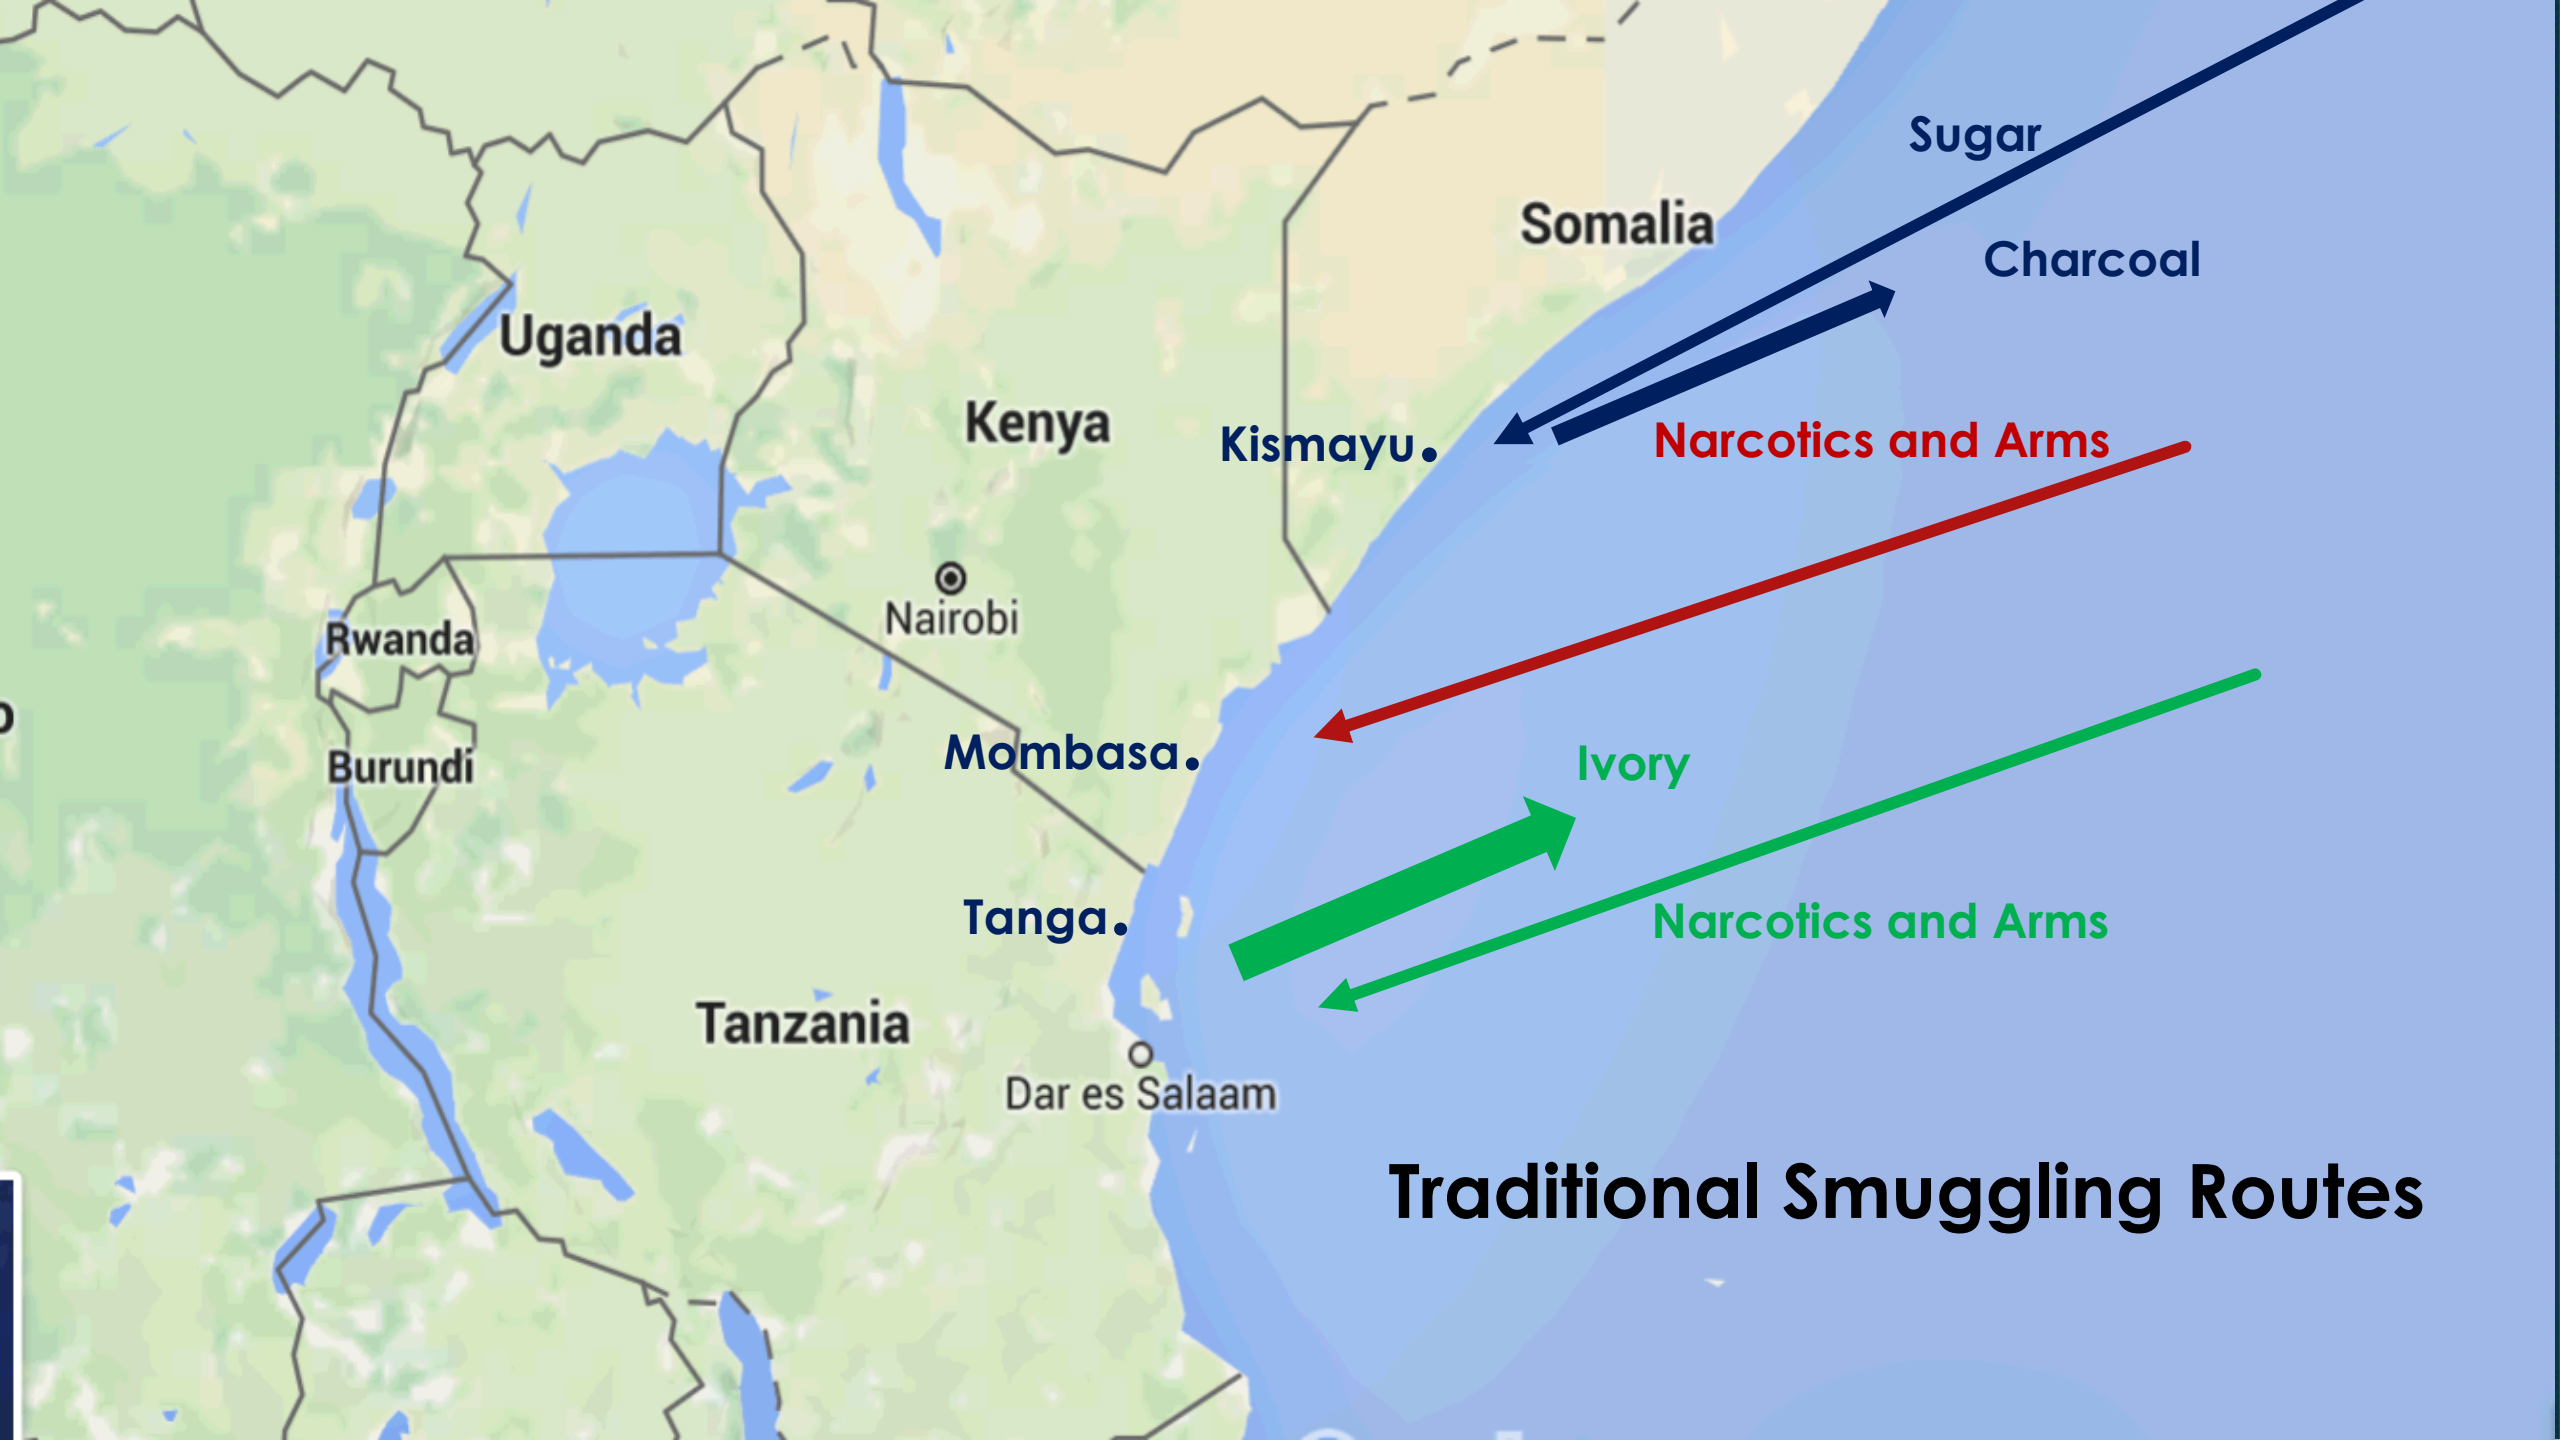 Sugar
Somalia
Charcoal
Uganda
Kenya
Kismayu.
Narcotics and Arms
Nairobi
Rwanda
Mombasa.
Burundi
Ivory
Tanga.
Narcotics and Arms
Tanzania
Dar es Salaam
Traditional Smuggling Routes